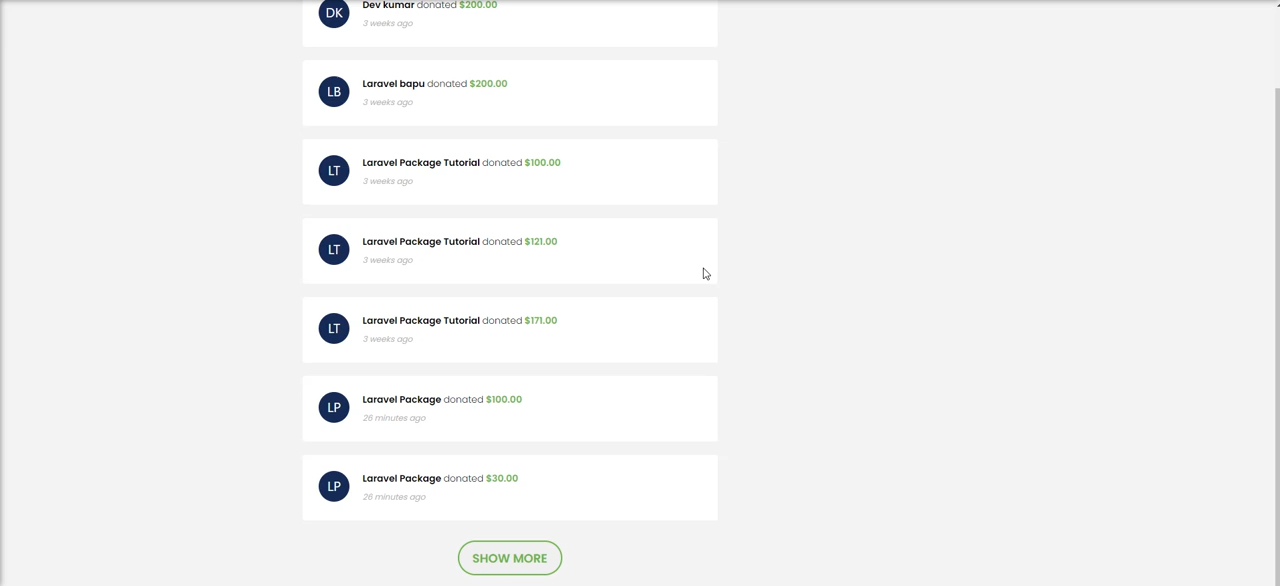 DK
Dev kumar donated $200.00
3 weeks ago
LB
Laravel bapu donated $200.00
3 weeks ago
LT
Laravel Package Tutorial donated $100.00
3 weeks ago
LT
Laravel Package Tutorial donated $121.00
3 weeks ago
LT
Laravel Package Tutorial donated $171.00
3 weeks ago
LP
Laravel Package donated $100.00
26 minutes ago
LP
Laravel Package donated $30.00
26 minutes ago
SHOW MORE